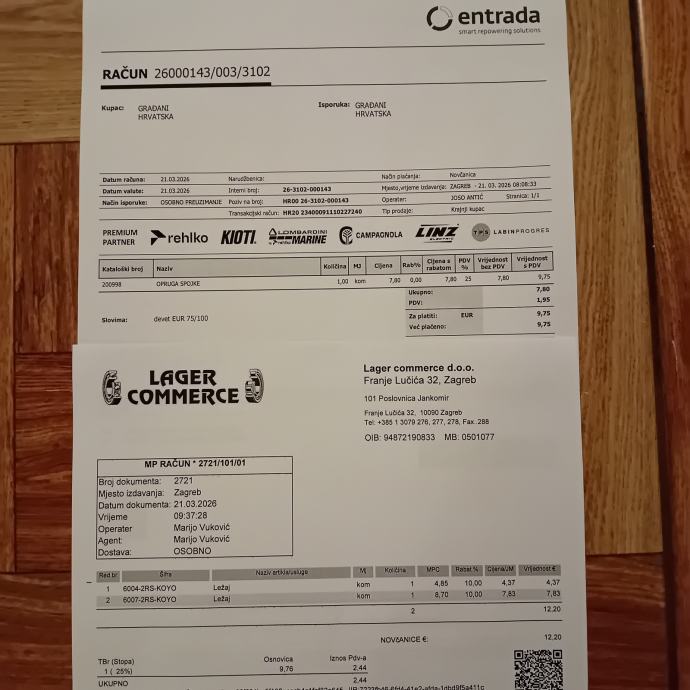 entrada
smart repowering solutions
RAČUN 26000143/003/3102
Kupac: GRAĐANI
HRVATSKA
Isporuka: GRAĐANI
HRVATSKA
Datum računa: 21.03.2026 Narudžbenica: Način plaćanja: Novčanica
Datum valute: 21.03.2026 Interni broj: 26-3102-000143 Mjesto,vrijeme izdavanja: ZAGREB - 21. 03. 2026 08:08:33
Način isporuke: OSOBNO PREUZIMANJE Poziv na broj: HR00 26-3102-000143 Operater: JOSO ANTIĆ Stranica: 1/1
Transakcijski račun: HR20 23400091110227240 Tip prodaje: Krajnji kupac
PREMIUM
PARTNER
rehlko KIOTI. LOMBARDINI MARINE by rehlko CAMPAGNOLA LINZ ELECTRIC TPS LABINPROGRES
Kataloški broj Naziv Količina MJ Cijena Rab% Cijena s rabatom PDV % Vrijednost bez PDV Vrijednost s PDV
200998 OPRUGA SPOJKE 1,00 kom 7,80 0,00 7,80 25 7,80 9,75
Ukupno: 7,80
PDV: 1,95
Slovima: devet EUR 75/100
Za platiti: EUR 9,75
Već plaćeno: 9,75
LAGER
COMMERCE
Lager commerce d.o.o.
Franje Lučića 32, Zagreb
101 Poslovnica Jankomir
Franje Lučića 32, 10090 Zagreb
Tel: +385 1 3079 276, 277, 278, Fax..288
OIB: 94872190833 MB: 0501077
MP RAČUN * 2721/101/01
Broj dokumenta: 2721
Mjesto izdavanja: Zagreb
Datum dokumenta: 21.03.2026
Vrijeme 09:37:28
Operater Marijo Vuković
Agent: Marijo Vuković
Dostava: OSOBNO
Red.br Šifra Naziv artikla/usluge Mj Količina MPC Rabat % Cijena/JM Vrijednost €
1 6004-2RS-KOYO Ležaj kom 1 4,85 10,00 4,37 4,37
2 6007-2RS-KOYO Ležaj kom 1 8,70 10,00 7,83 7,83
2 12,20
NOVČANICE €: 12,20
TBr (Stopa) Osnovica Iznos Pdv-a
1 ( 25%) 9,76 2,44
UKUPNO 2,44